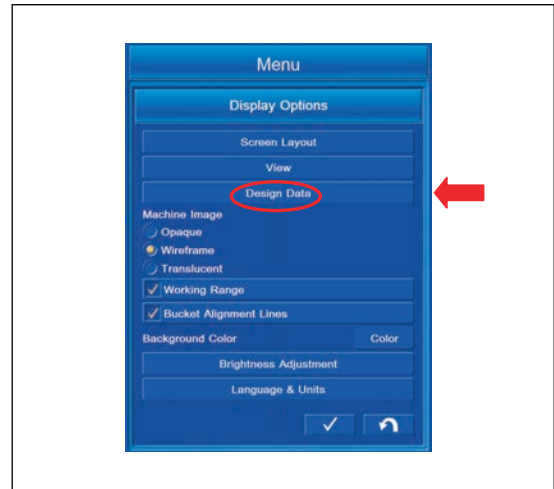 Menu
Display Options
Screen Layout
View
Design Data
Machine Image
Opaque
Wireframe
Translucent
Working Range
Bucket Alignment Lines
Background Color Color
Brightness Adjustment
Language & Units